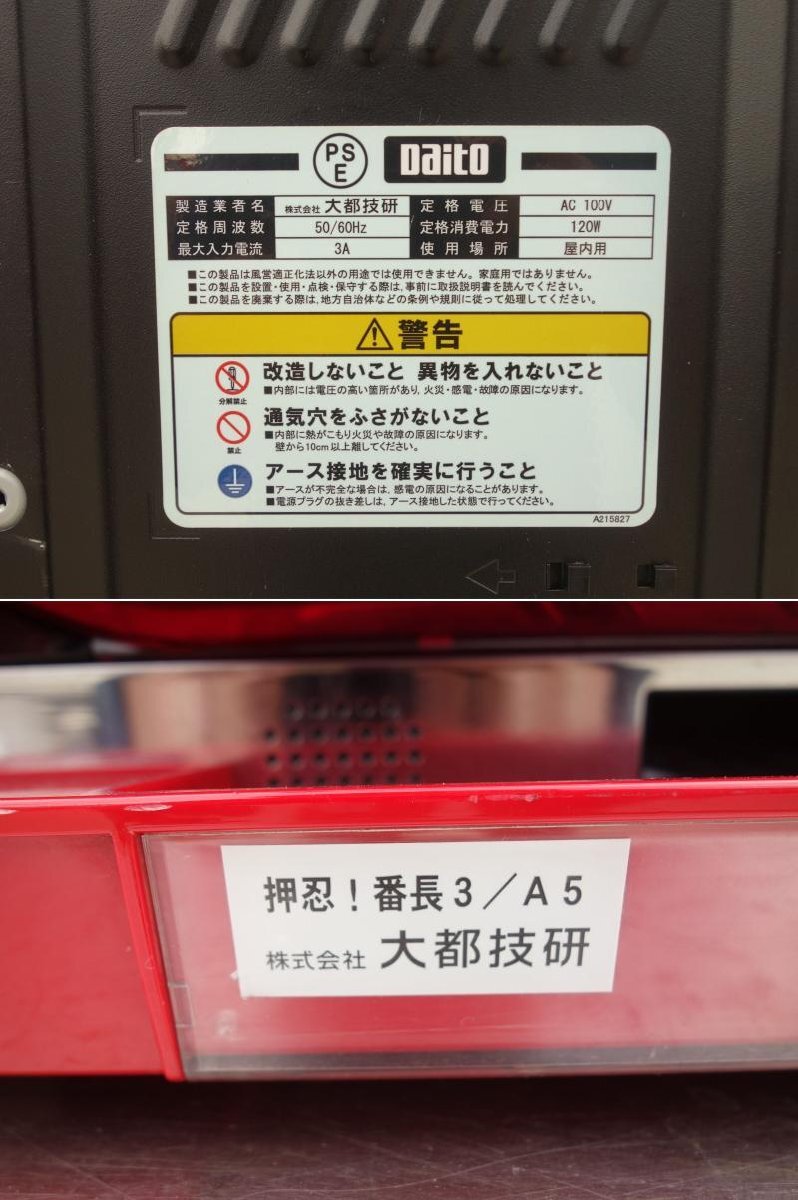 PS E Daito
製造業者名 株式会社 大都技研 定格電圧 AC 100V
定格周波数 50/60Hz 定格消費電力 120W
最大入力電流 3A 使用場所 屋内用
■この製品は風営適正化法以外の用途では使用できません。家庭用ではありません。
■この製品を設置・使用・点検・保守する際は、事前に取扱説明書を読んでください。
■この製品を廃棄する際は、地方自治体などの条例や規則に従って処理してください。
警告
改造しないこと 異物を入れないこと
■内部には電圧の高い箇所があり、火災・感電・故障の原因になります。
分解禁止
通気穴をふさがないこと
■内部に熱がこもり火災や故障の原因になります。
壁から10cm以上離してください。
禁止
アース接地を確実に行うこと
■アースが不完全な場合は、感電の原因になることがあります。
■電源プラグの抜き差しは、アース接地した状態で行ってください。
A215827
押忍！番長3／A5
株式会社 大都技研